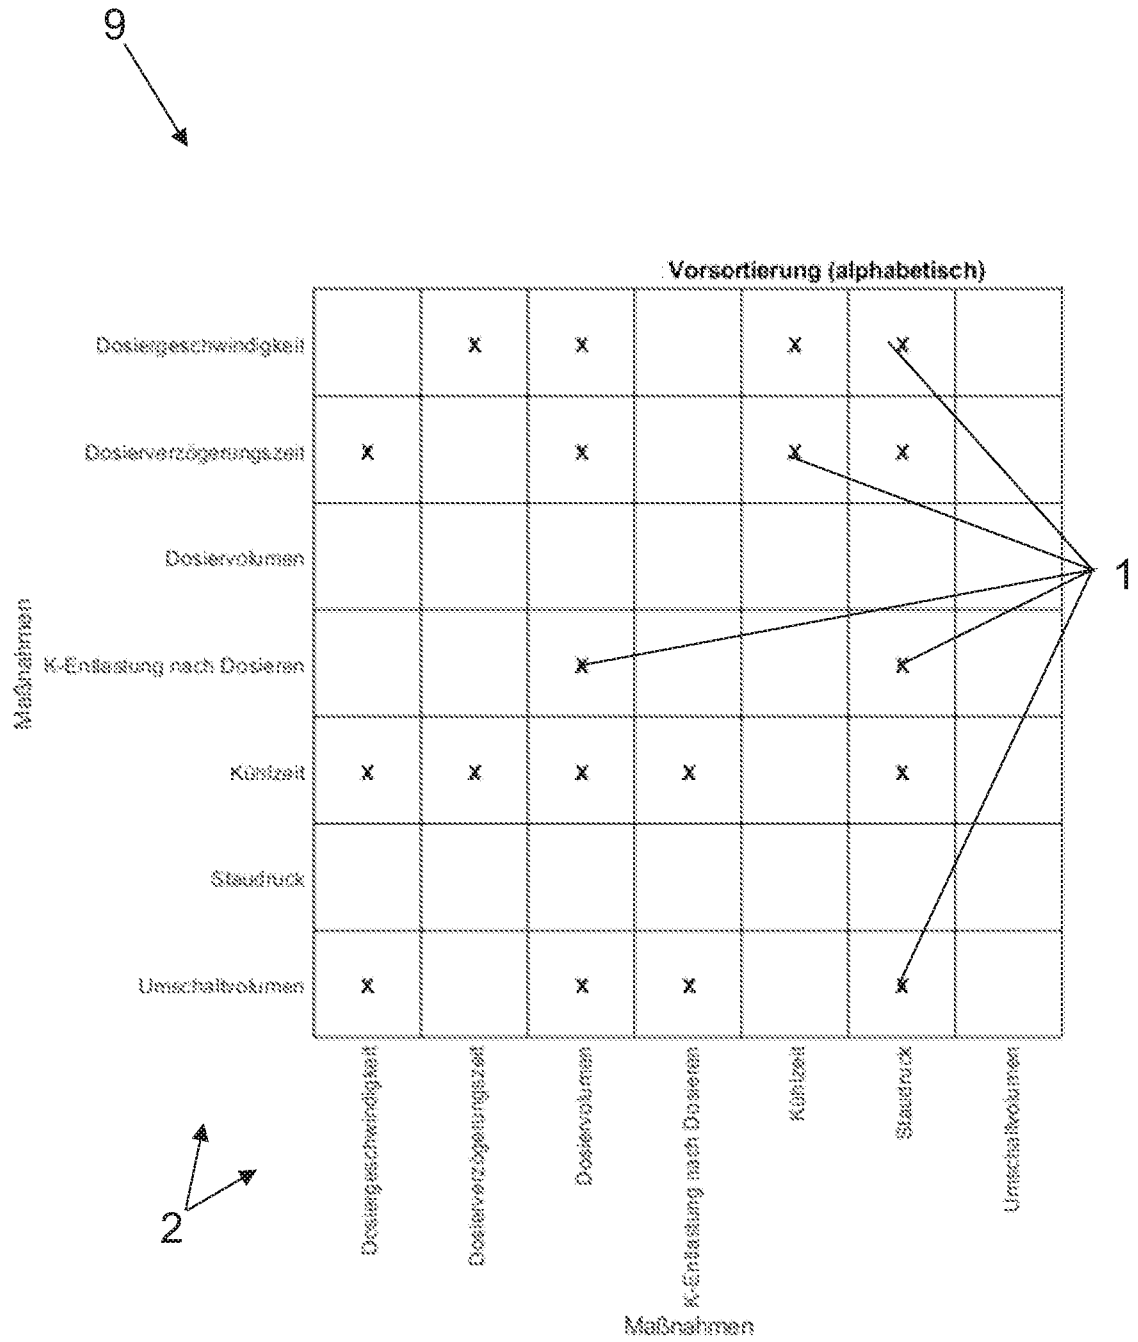 9
Vorsortierung (alphabetisch)
Dosiergeschwindigkeit
x x x x
Dosierverzögerungszeit
x x x x
Dosiervolumen
1
Maßnahmen
K-Entlastung nach Dosieren
x x
Kühlzeit
x x x x x
Staudruck
Umschaltvolumen
x x x x
Dosiergeschwindigkeit
Dosierverzögerungszeit
Dosiervolumen
K-Entlastung nach Dosieren
Kühlzeit
Staudruck
Umschaltvolumen
2
Maßnahmen